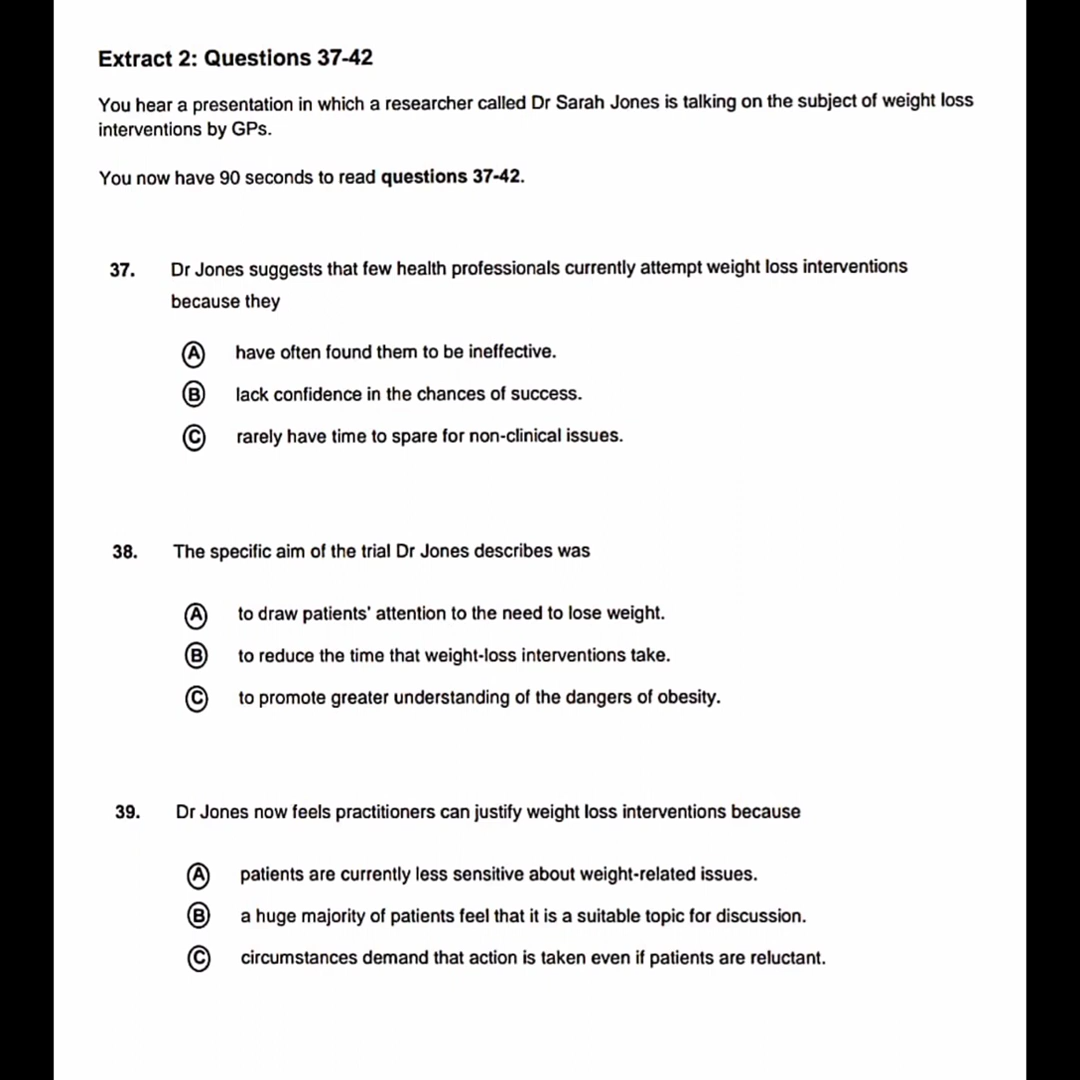 Extract 2: Questions 37-42
You hear a presentation in which a researcher called Dr Sarah Jones is talking on the subject of weight loss
interventions by GPs.
You now have 90 seconds to read questions 37-42.
37. Dr Jones suggests that few health professionals currently attempt weight loss interventions
because they
A have often found them to be ineffective.
B lack confidence in the chances of success.
C rarely have time to spare for non-clinical issues.
38. The specific aim of the trial Dr Jones describes was
A to draw patients' attention to the need to lose weight.
B to reduce the time that weight-loss interventions take.
C to promote greater understanding of the dangers of obesity.
39. Dr Jones now feels practitioners can justify weight loss interventions because
A patients are currently less sensitive about weight-related issues.
B a huge majority of patients feel that it is a suitable topic for discussion.
C circumstances demand that action is taken even if patients are reluctant.